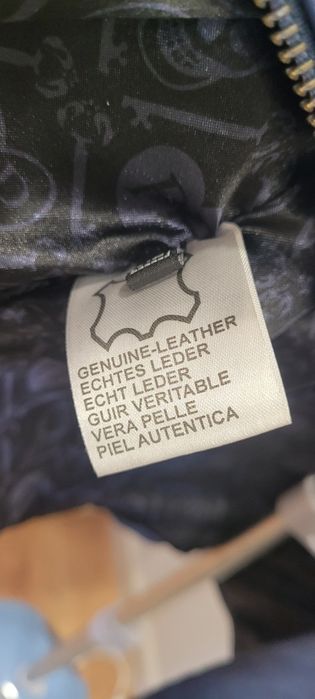 GENUINE-LEATHER
ECHTES LEDER
ECHT LEDER
GUIR VERITABLE
VERA PELLE
PIEL AUTENTICA